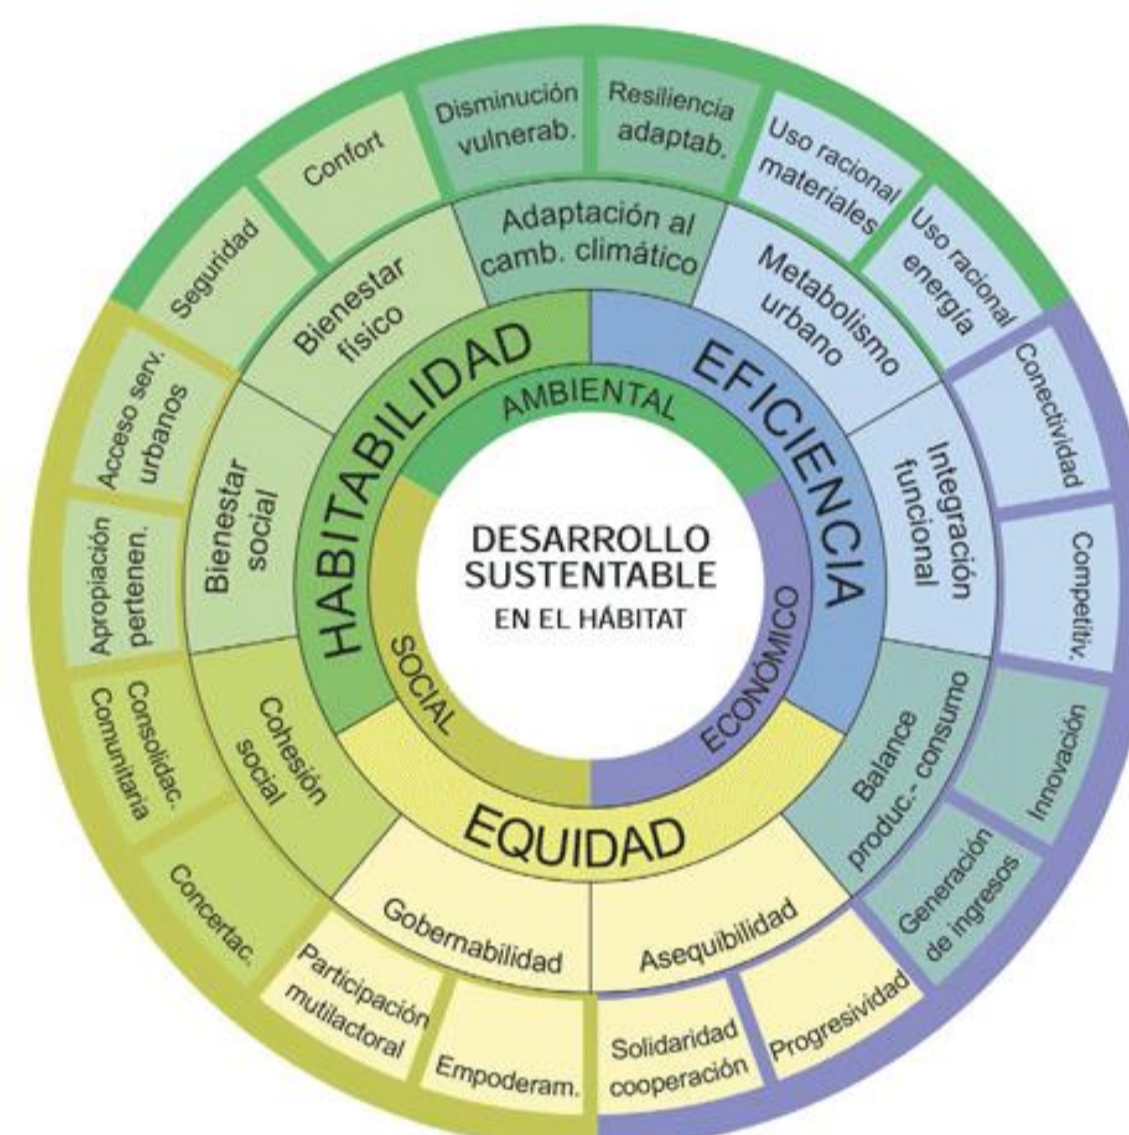 DESARROLLO
SUSTENTABLE
EN EL HÁBITAT
AMBIENTAL
ECONÓMICO
SOCIAL
HABITABILIDAD
EFICIENCIA
EQUIDAD
Adaptación al
camb. climático
Metabolismo
urbano
Integración
funcional
Balance
produc.- consumo
Asequibilidad
Gobernabilidad
Cohesión
social
Bienestar
social
Bienestar
físico
Disminución
vulnerab.
Resiliencia
adaptab.
Uso racional
materiales
Uso racional
energía
Conectividad
Competitiv.
Innovación
Generación
de ingresos
Progresividad
Solidaridad
cooperación
Empoderam.
Participación
mutilactoral
Concertac.
Consolidac.
Comunitaria
Apropiación
pertenen.
Acceso serv.
urbanos
Seguridad
Confort